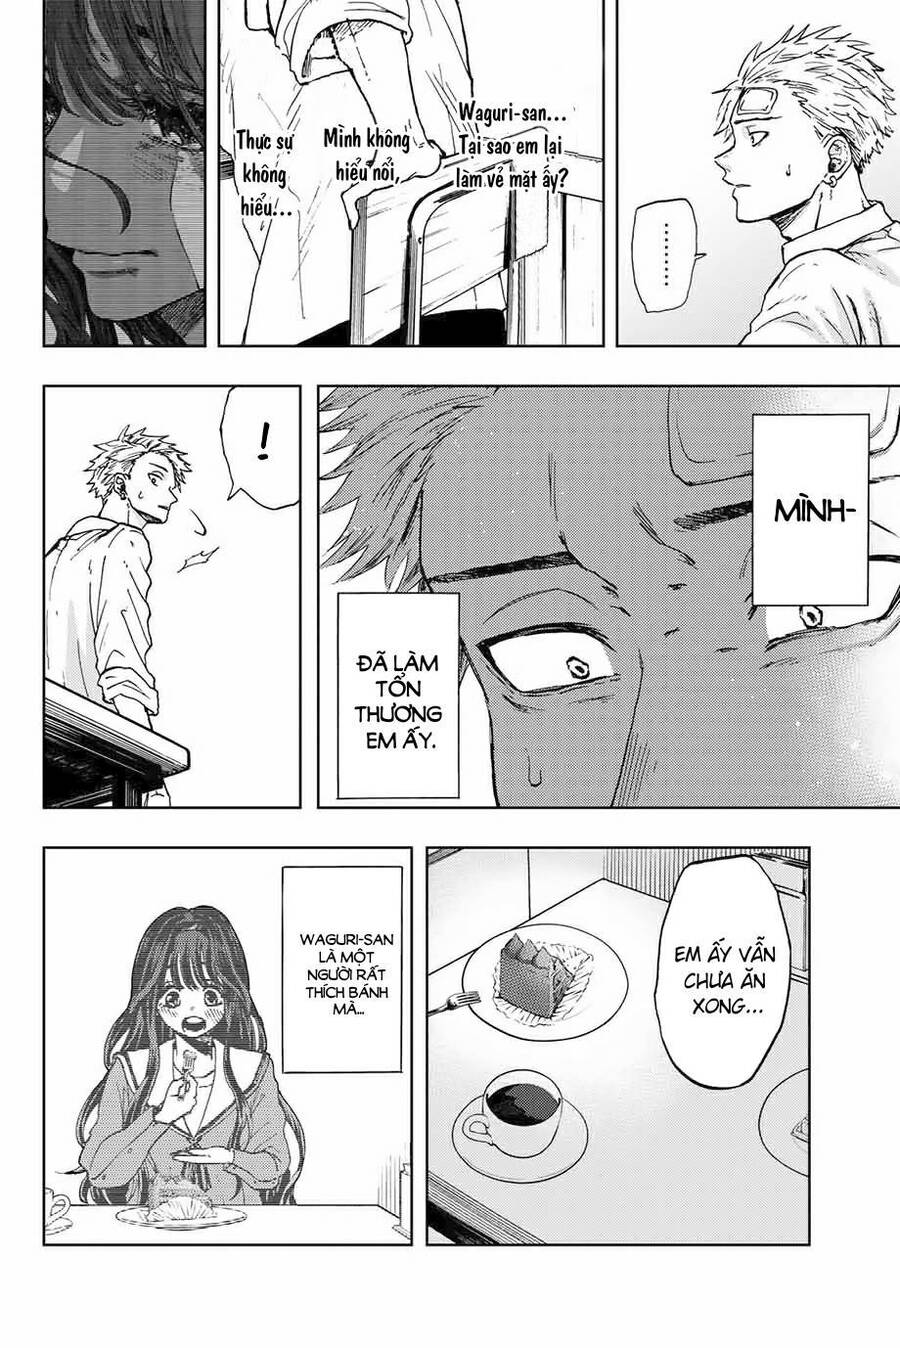 .......
Waguri-san...
Tại sao em lại
làm vẻ mặt ấy?
Mình không
hiểu nổi,
Thực sự
không
hiểu...
MÌNH-
ĐÃ LÀM
TỔN
THƯƠNG
EM ẤY.
!
EM ẤY VẪN
CHƯA ĂN
XONG...
WAGURI-SAN
LÀ MỘT
NGƯỜI RẤT
THÍCH BÁNH
MÀ...